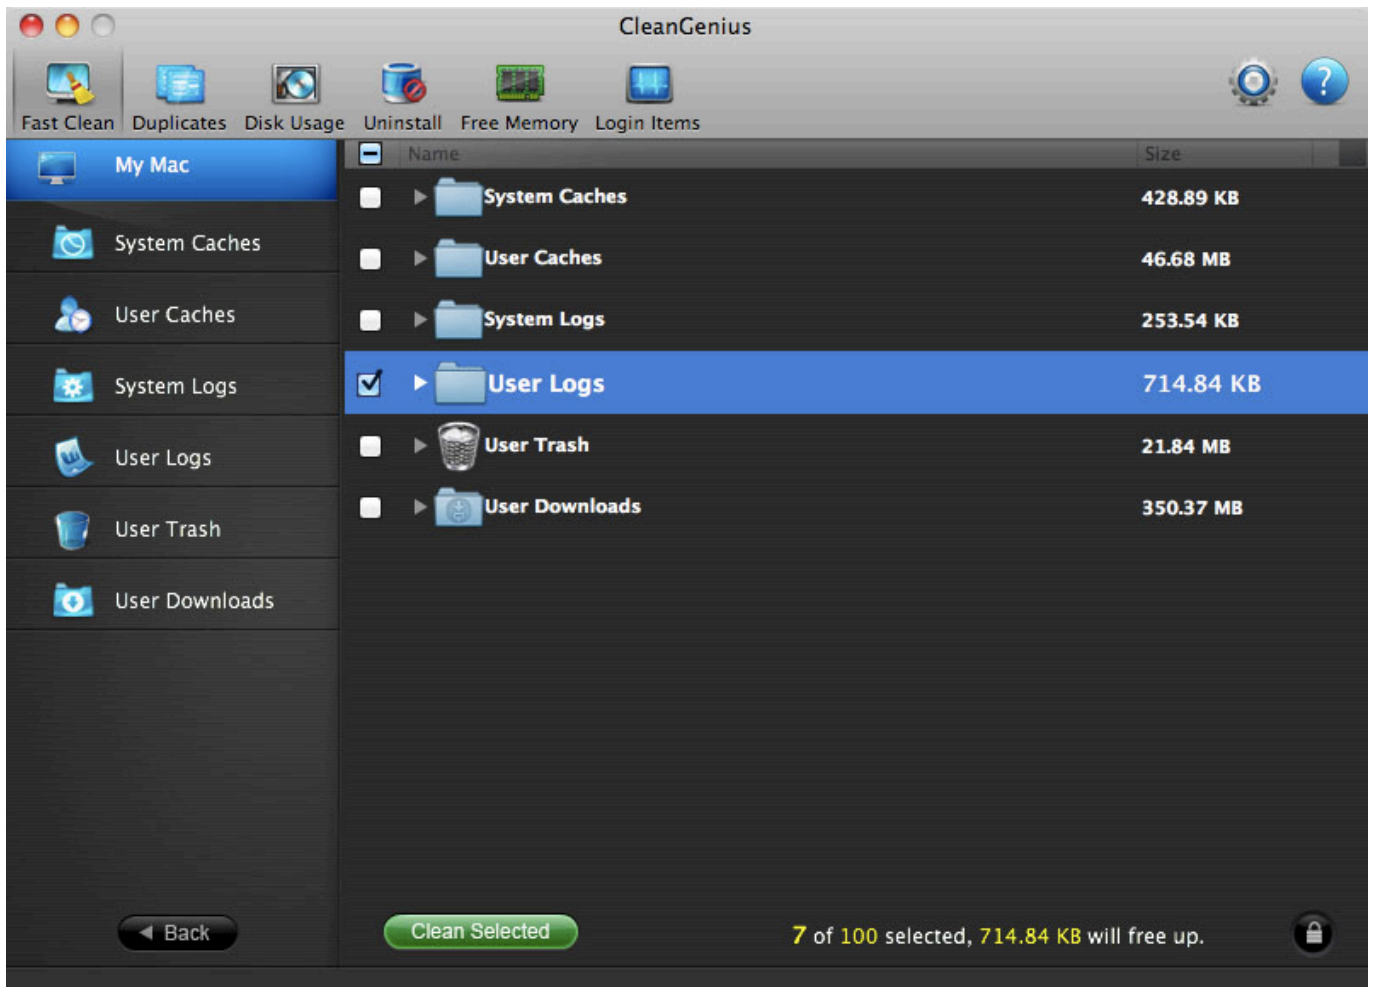 CleanGenius
Fast Clean Duplicates Disk Usage Uninstall Free Memory Login Items
?
My Mac
System Caches
User Caches
System Logs
User Logs
User Trash
User Downloads
Back
Name Size
System Caches 428.89 KB
User Caches 46.68 MB
System Logs 253.54 KB
User Logs 714.84 KB
User Trash 21.84 MB
User Downloads 350.37 MB
Clean Selected
7 of 100 selected, 714.84 KB will free up.